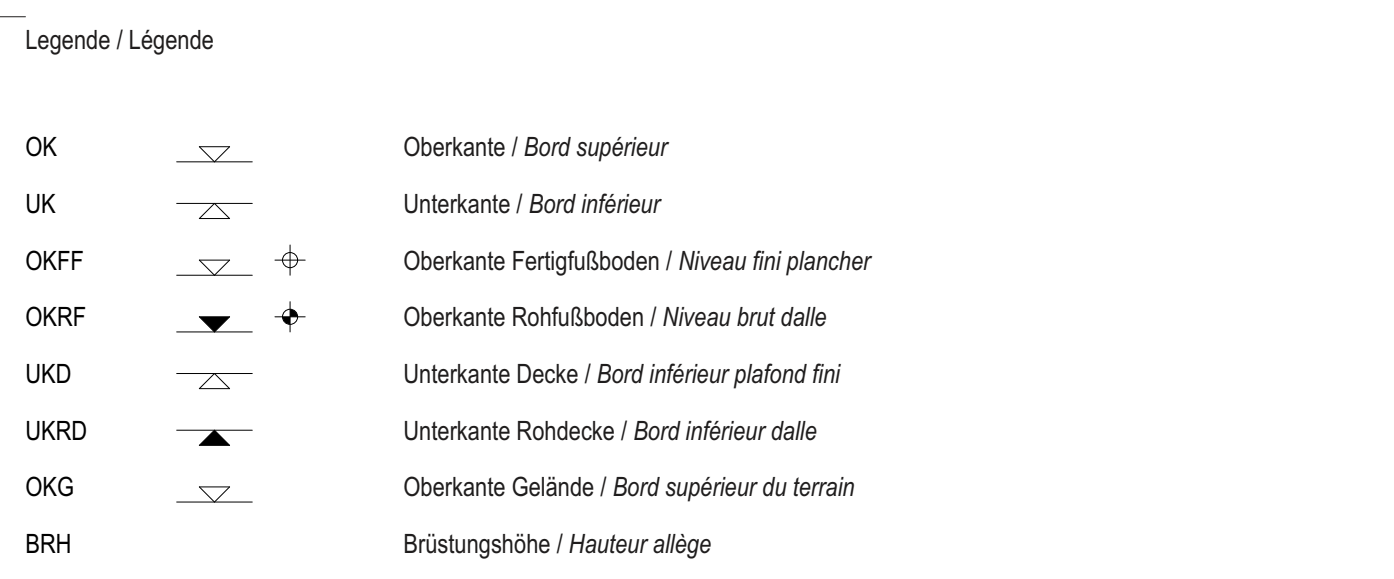 Legende / Légende
OK Oberkante / Bord supérieur
UK Unterkante / Bord inférieur
OKFF Oberkante Fertigfußboden / Niveau fini plancher
OKRF Oberkante Rohfußboden / Niveau brut dalle
UKD Unterkante Decke / Bord inférieur plafond fini
UKRD Unterkante Rohdecke / Bord inférieur dalle
OKG Oberkante Gelände / Bord supérieur du terrain
BRH Brüstungshöhe / Hauteur allège